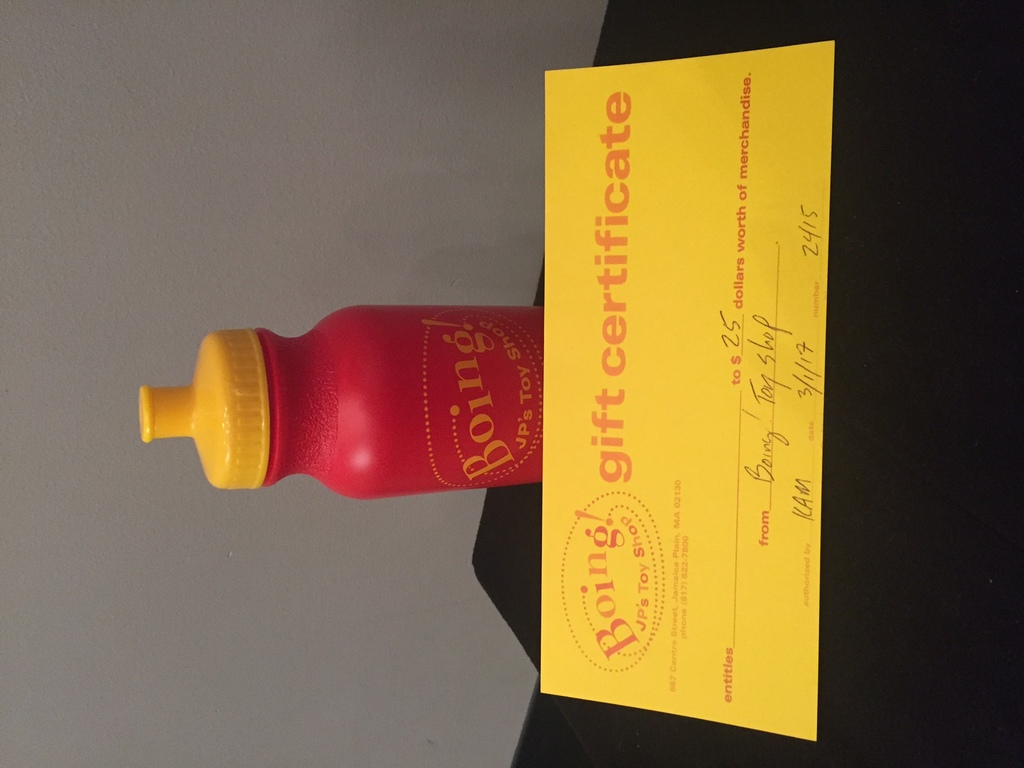 Boing!
JP's Toy Shop
Boing!
JP's Toy Shop
gift certificate
667 Centre Street, Jamaica Plain, MA 02130
phone (617) 522-7800
entities to $ 25 dollars worth of merchandise.
from Boing! Toy Shop
authorized by KAM date 3/1/17 number 2415